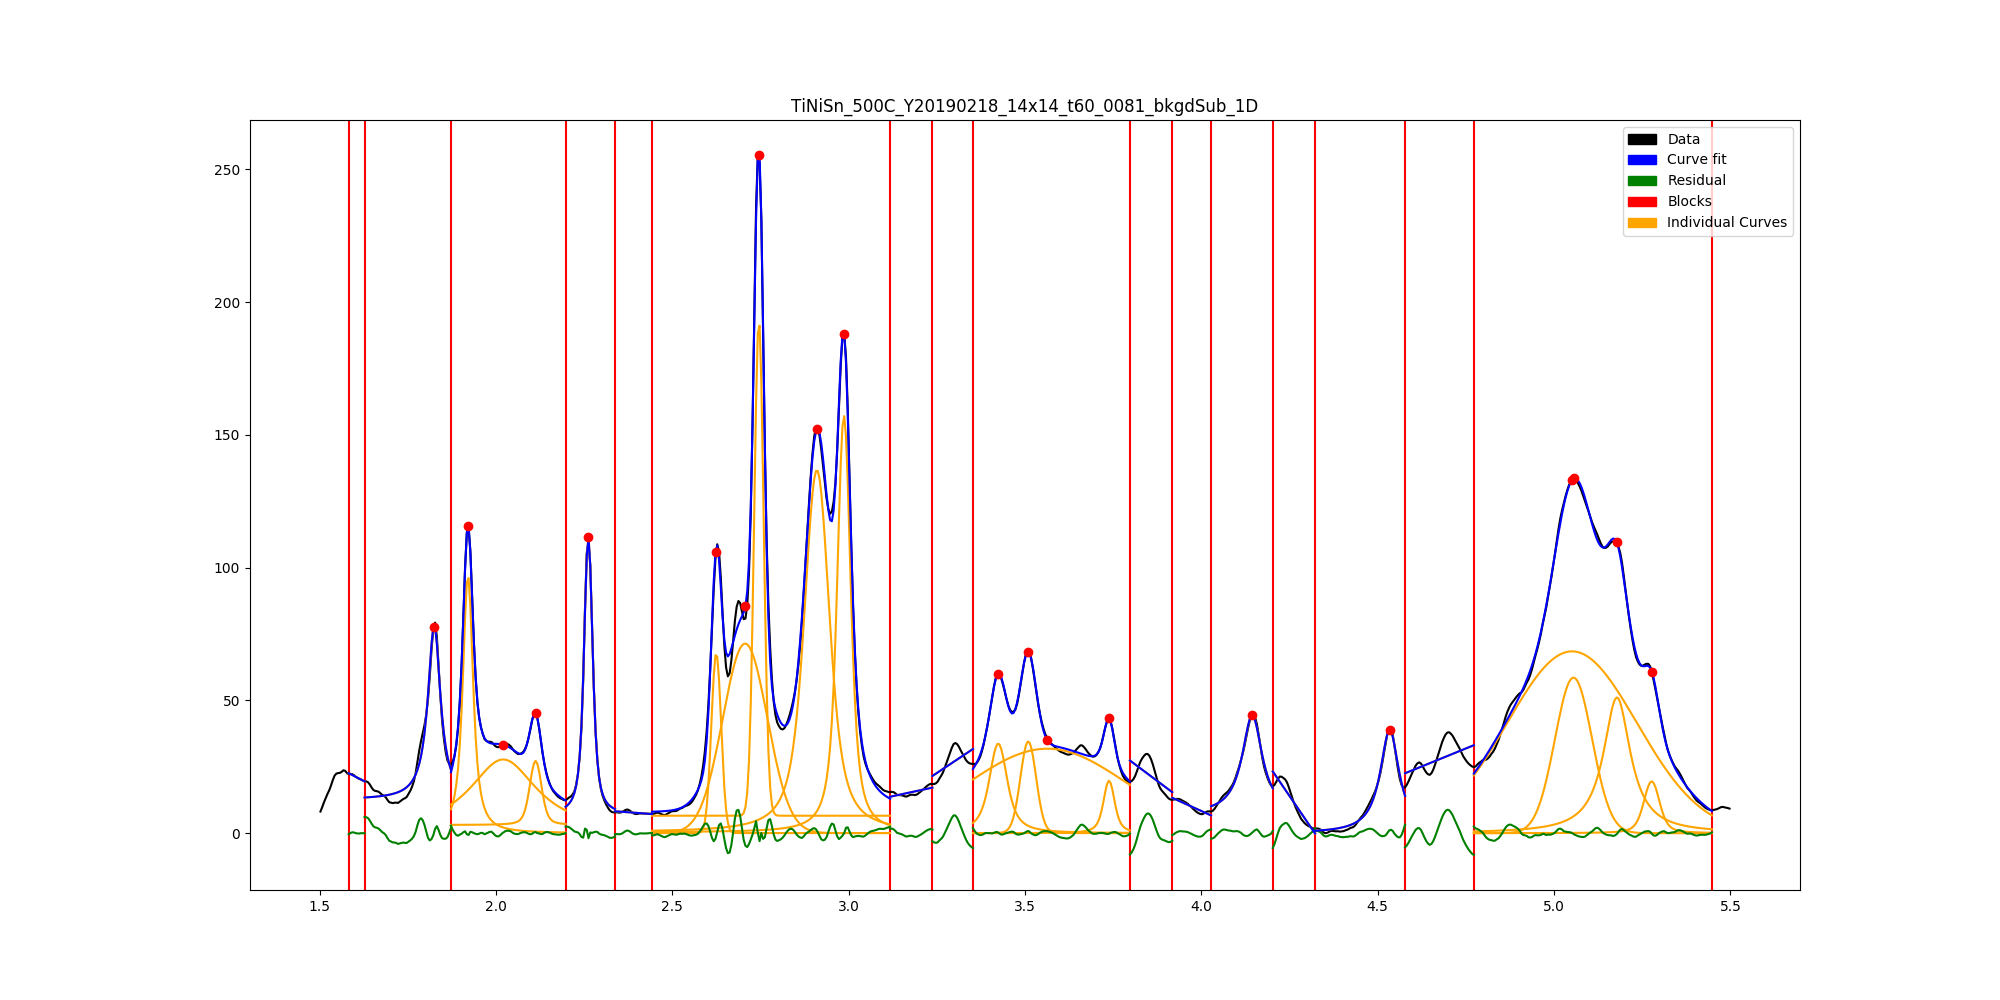 TiNiSn_500C_Y20190218_14x14_t60_0081_bkgdSub_1D
Data
Curve fit
Residual
Blocks
Individual Curves
250
200
150
100
50
0
1.5 2.0 2.5 3.0 3.5 4.0 4.5 5.0 5.5